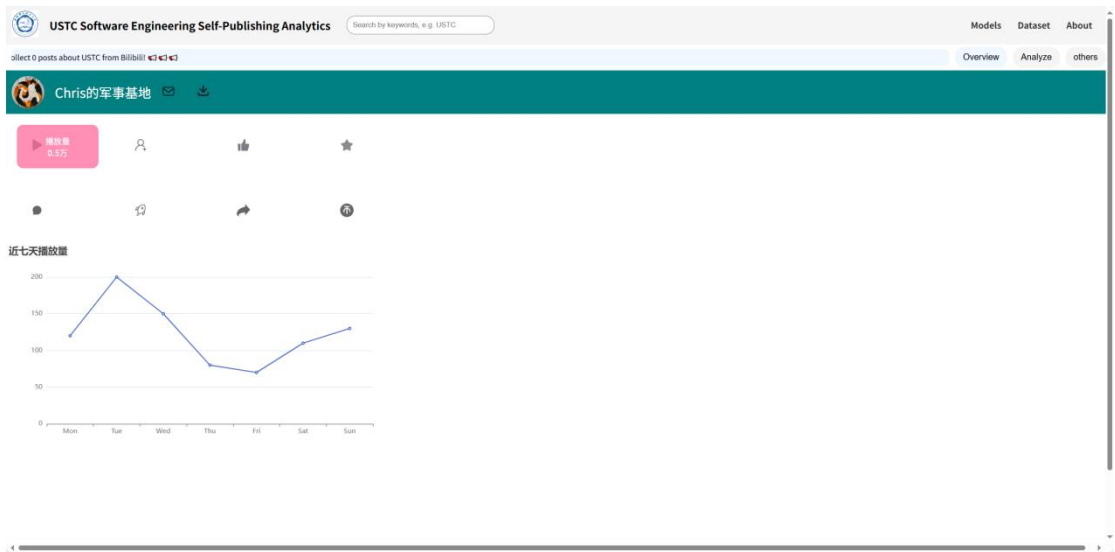 USTC Software Engineering Self-Publishing Analytics
Search by keywords, e.g. USTC
Models Dataset About
ollect 0 posts about USTC from Bilibili!
Overview Analyze others
Chris的军事基地
播放量
0.5万
近七天播放量
200
150
100
50
0
Mon Tue Wed Thu Fri Sat Sun